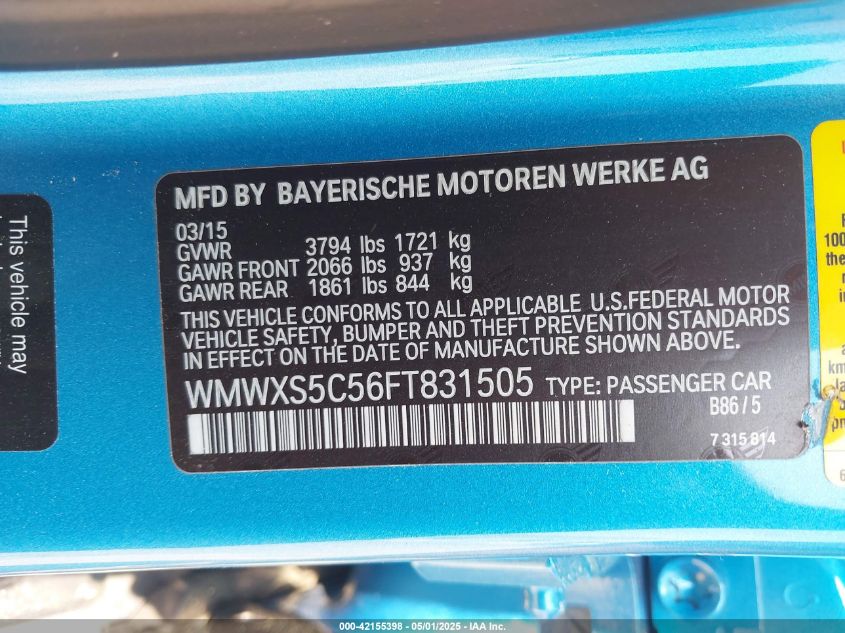 MFD BY BAYERISCHE MOTOREN WERKE AG
03/15
GVWR 3794 lbs 1721 kg
GAWR FRONT 2066 lbs 937 kg
GAWR REAR 1861 lbs 844 kg
THIS VEHICLE CONFORMS TO ALL APPLICABLE U.S.FEDERAL MOTOR
VEHICLE SAFETY, BUMPER AND THEFT PREVENTION STANDARDS
IN EFFECT ON THE DATE OF MANUFACTURE SHOWN ABOVE.
WMWXS5C56FT831505 TYPE: PASSENGER CAR
B86/5
7 315 814
This vehicle may
100
the
km
000-42155398 - 05/01/2025 - IAA Inc.